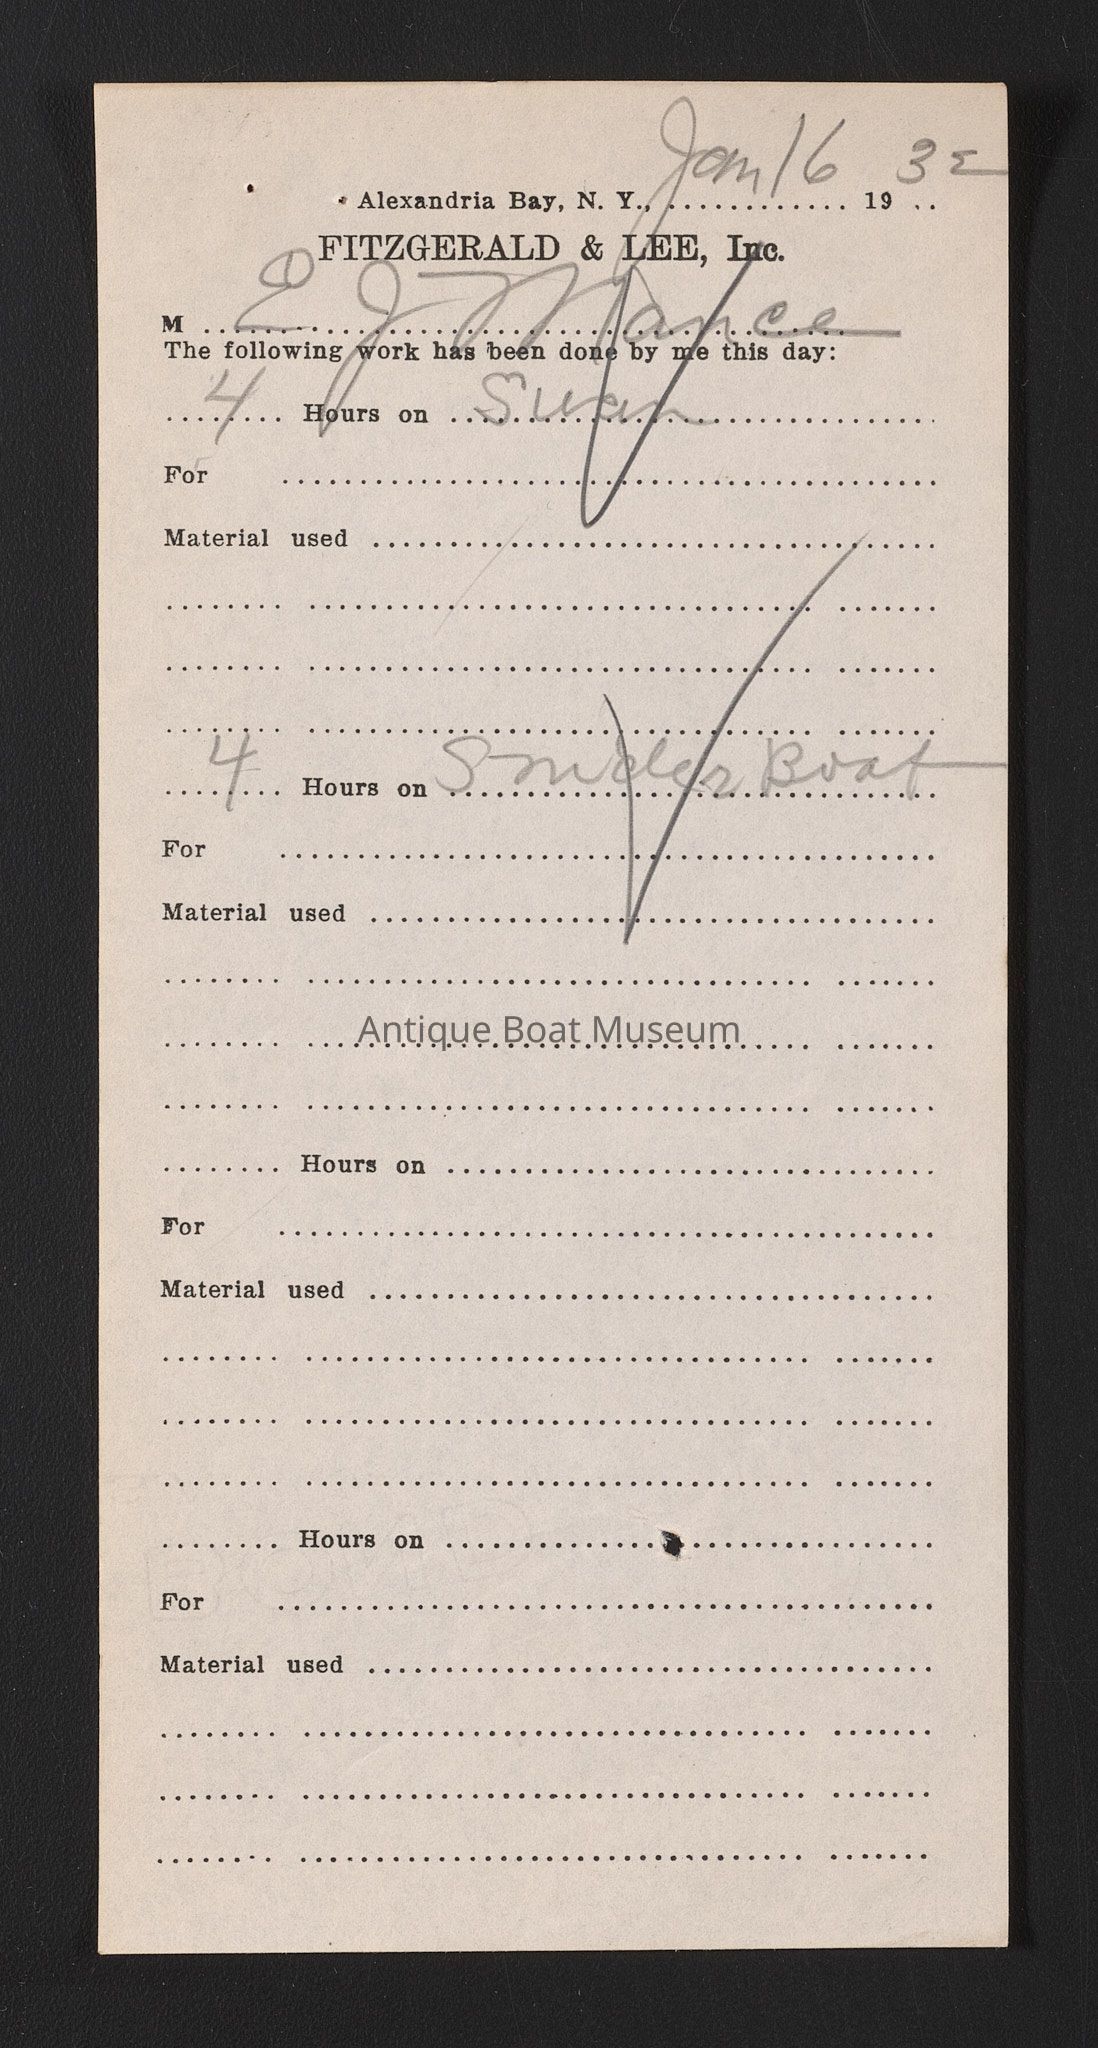 Jan 16 32
Alexandria Bay, N. Y., ............. 19 ..
FITZGERALD & LEE, Inc.
M E J Mance
The following work has been done by me this day:
4 Hours on Swan
For
Material used
4 Hours on Snider Boat
For
Material used
Antique Boat Museum
Hours on
For
Material used
Hours on
For
Material used